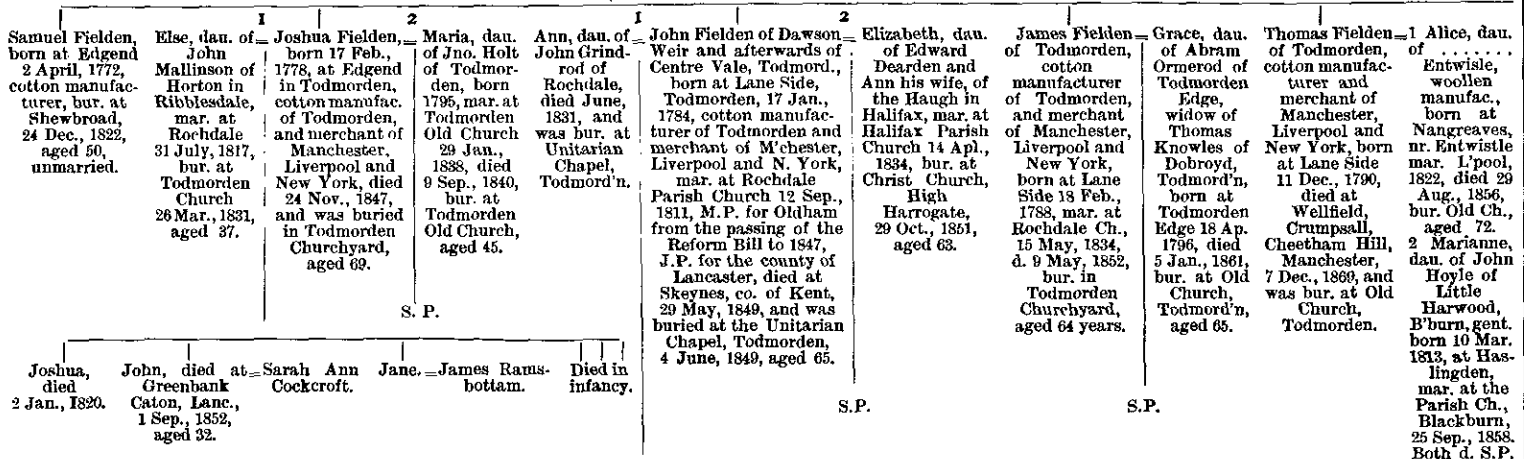 1
2
1
2
Samuel Fielden,
born at Edgend
2 April, 1772,
cotton manufac-
turer, bur. at
Shewbroad,
24 Dec., 1822,
aged 50,
unmarried.
Else, dau. of
John
Mallinson of
Horton in
Ribblesdale,
mar. at
Rochdale
31 July, 1817,
bur. at
Todmorden
Church
26 Mar., 1831,
aged 37.
Joshua Fielden,
born 17 Feb.,
1778, at Edgend
in Todmorden,
cotton manufac.
of Todmorden,
and merchant of
Manchester,
Liverpool and
New York, died
24 Nov., 1847,
and was buried
in Todmorden
Churchyard,
aged 69.
Maria, dau.
of Jno. Holt
of Todmor-
den, born
1795, mar. at
Todmorden
Old Church
29 Jan.,
1838, died
9 Sep., 1840,
bur. at
Todmorden
Old Church,
aged 45.
Ann, dau. of
John Grind-
rod of
Rochdale,
died June,
1831, and
was bur. at
Unitarian
Chapel,
Todmord'n.
John Fielden of Dawson
Weir and afterwards of
Centre Vale, Todmord.,
born at Lane Side,
Todmorden, 17 Jan.,
1784, cotton manufac-
turer of Todmorden and
merchant of M'chester,
Liverpool and N. York,
mar. at Rochdale
Parish Church 12 Sep.,
1811, M.P. for Oldham
from the passing of the
Reform Bill to 1847,
J.P. for the county of
Lancaster, died at
Skeynes, co. of Kent,
29 May, 1849, and was
buried at the Unitarian
Chapel, Todmorden,
4 June, 1849, aged 65.
Elizabeth, dau.
of Edward
Dearden and
Ann his wife, of
the Haugh in
Halifax, mar. at
Halifax Parish
Church 14 Apl.,
1834, bur. at
Christ. Church,
High
Harrogate,
29 Oct., 1851,
aged 63.
James Fielden
of Todmorden,
cotton
manufacturer
of Todmorden,
and merchant
of Manchester,
Liverpool and
New York,
born at Lane
Side 18 Feb.,
1788, mar. at
Rochdale Ch.,
15 May, 1834,
d. 9 May, 1852,
bur. in
Todmorden
Churchyard,
aged 64 years.
Grace, dau.
of Abram
Ormerod of
Todmorden
Edge,
widow of
Thomas
Knowles of
Dobroyd,
Todmord'n,
born at
Todmorden
Edge 18 Ap.
1796, died
5 Jan., 1861,
bur. at Old
Church,
Todmord'n,
aged 65.
Thomas Fielden
of Todmorden,
cotton manufac-
turer and
merchant of
Manchester,
Liverpool and
New York, born
at Lane Side
11 Dec., 1790,
died at
Wellfield,
Crumpsall,
Cheetham Hill,
Manchester,
7 Dec., 1869, and
was bur. at Old
Church,
Todmorden.
1 Alice, dau.
of .......
Entwisle,
woollen
manufac.,
born at
Nangreaves,
nr. Entwistle
mar. L'pool,
1822, died 29
Aug., 1856,
bur. Old Ch.,
aged 72.
2 Marianne,
dau. of John
Hoyle of
Little
Harwood,
B'burn, gent.
born 10 Mar.
1813, at Has-
lingden,
mar. at the
Parish Ch.,
Blackburn,
25 Sep., 1858.
Both d. S.P.
S. P.
Joshua,
died
2 Jan., 1820.
John, died at
Greenbank
Caton, Lanc.,
1 Sep., 1852,
aged 32.
Sarah Ann
Cockcroft.
Jane.
James Rams-
bottam.
Died in
infancy.
S.P.
S.P.